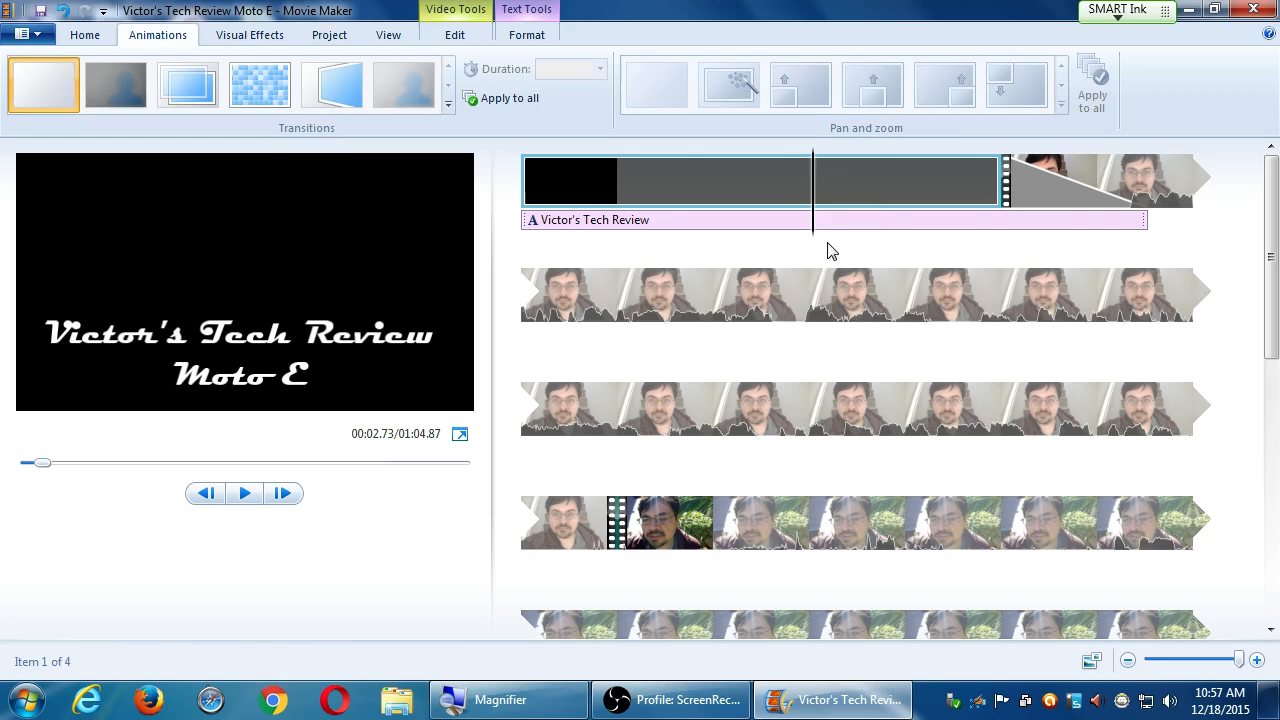 Victor's Tech Review Moto E - Movie Maker
Video Tools
Text Tools
SMART Ink
Home
Animations
Visual Effects
Project
View
Edit
Format
Duration:
Apply to all
Apply
to all
Transitions
Pan and zoom
Victor's Tech Review
Moto E
00:02.73/01:04.87
A Victor's Tech Review
Item 1 of 4
Magnifier
Profile: ScreenRec...
Victor's Tech Revi...
10:57 AM
12/18/2015